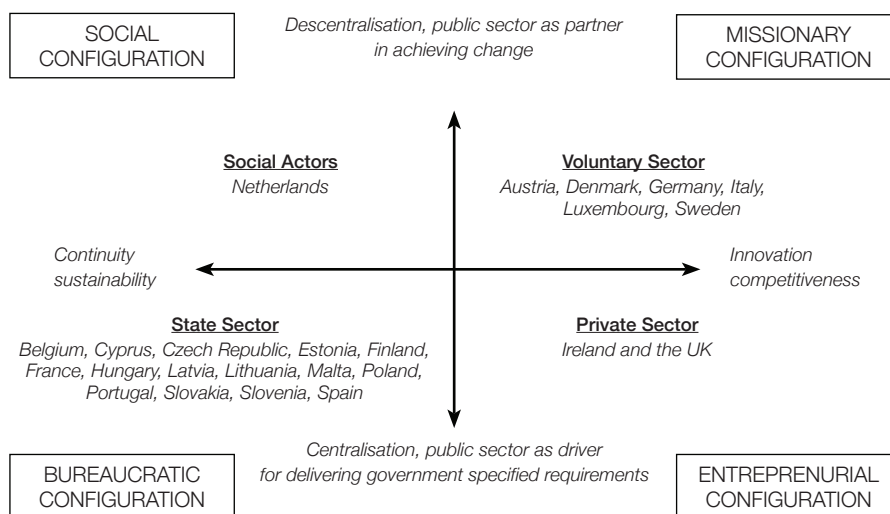 SOCIAL
CONFIGURATION
Descentralisation, public sector as partner
in achieving change
MISSIONARY
CONFIGURATION
Social Actors
Netherlands
Voluntary Sector
Austria, Denmark, Germany, Italy,
Luxembourg, Sweden
Continuity
sustainability
Innovation
competitiveness
State Sector
Belgium, Cyprus, Czech Republic, Estonia, Finland,
France, Hungary, Latvia, Lithuania, Malta, Poland,
Portugal, Slovakia, Slovenia, Spain
Private Sector
Ireland and the UK
BUREAUCRATIC
CONFIGURATION
Centralisation, public sector as driver
for delivering government specified requirements
ENTREPRENURIAL
CONFIGURATION